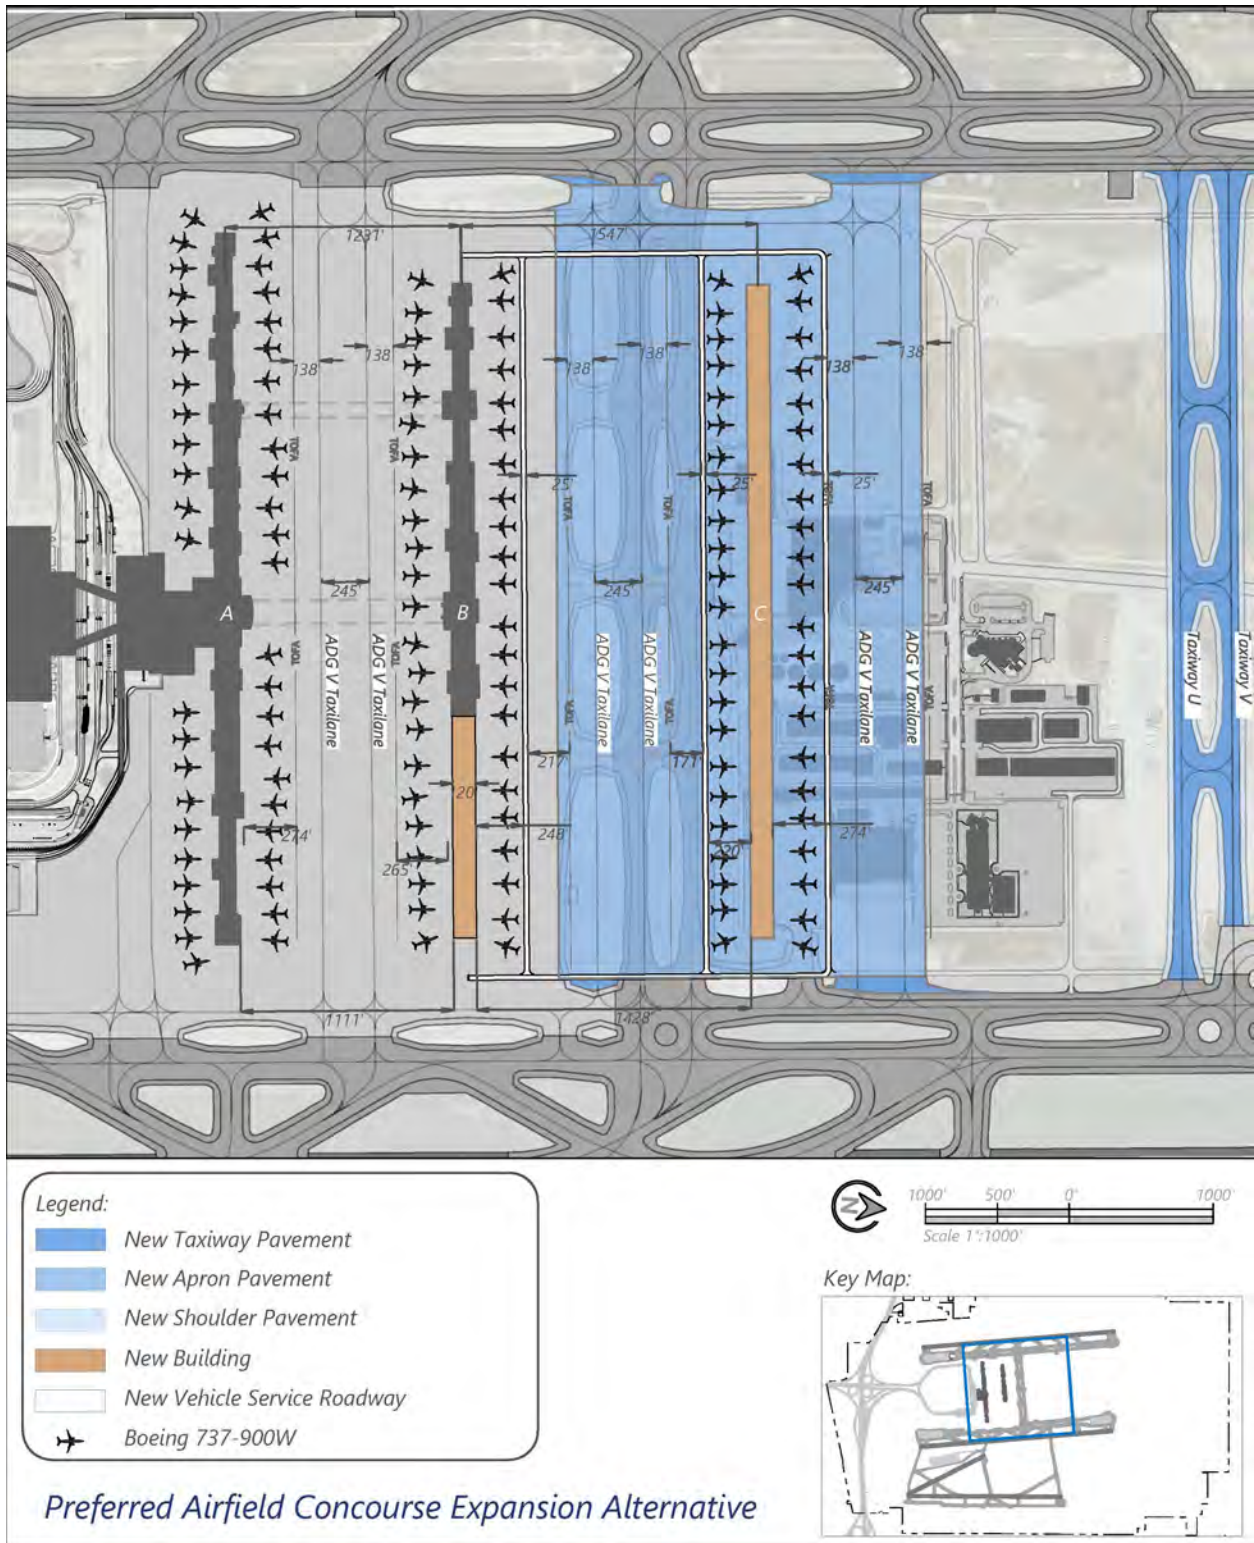 1231'
1547'
138'
138'
138'
138'
138'
138'
TOFA
TOFA
25'
25'
25'
TOFA
TOFA
TOFA
TOFA
245'
245'
245'
A
B
C
TOFA
TOFA
ADG V Taxilane
ADG V Taxilane
ADG V Taxilane
ADG V Taxilane
ADG V Taxilane
ADG V Taxilane
Taxiway U
Taxiway V
TOFA
TOFA
TOFA
TOFA
217'
171'
20
274'
248'
274'
265'
220'
1111'
1428'
Legend:
New Taxiway Pavement
New Apron Pavement
New Shoulder Pavement
New Building
New Vehicle Service Roadway
Boeing 737-900W
N
1000'
500'
0'
1000'
Scale 1":1000'
Key Map:
Preferred Airfield Concourse Expansion Alternative